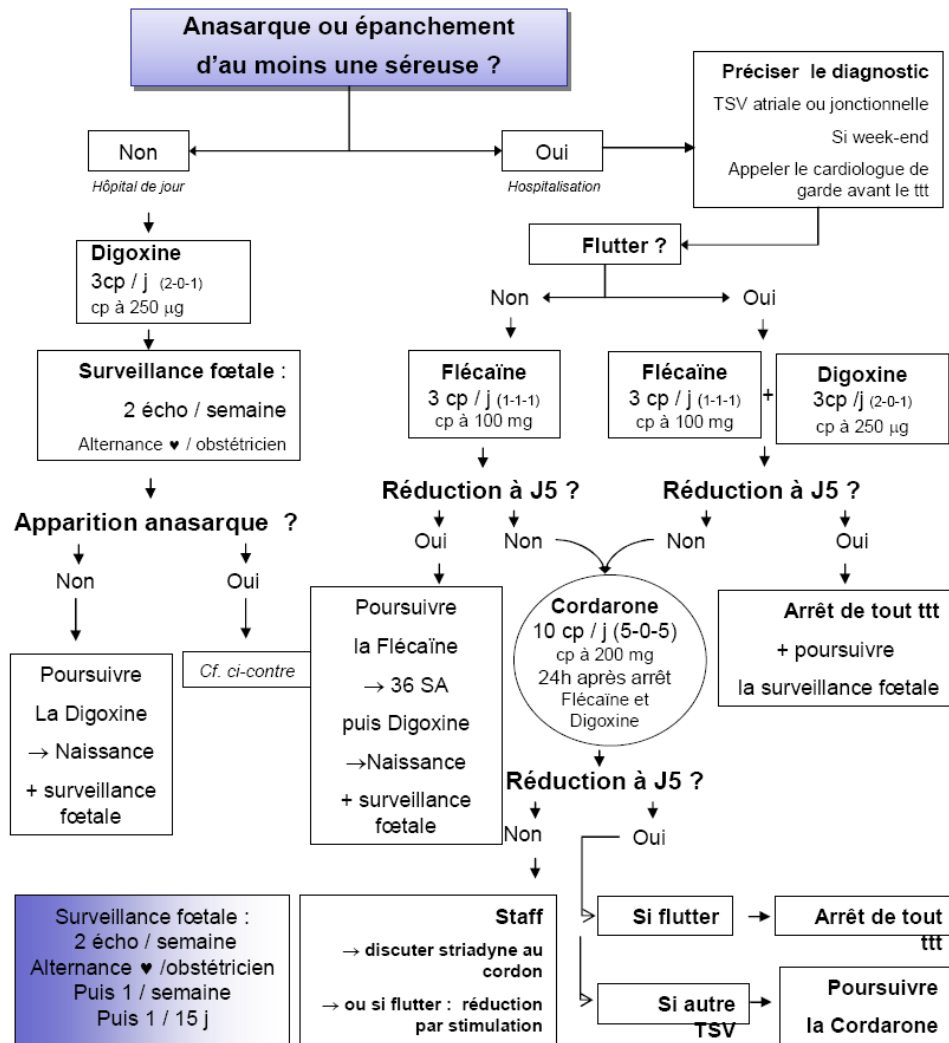 Anasarque ou épanchement
d'au moins une séreuse ?
Préciser le diagnostic
TSV atriale ou jonctionnelle
Si week-end
Appeler le cardiologue de
garde avant le ttt
Non
Oui
Hôpital de jour
Hospitalisation
Digoxine
3cp / j (2-0-1)
cp à 250 µg
Flutter ?
Non
Oui
Surveillance fœtale :
2 écho / semaine
Alternance ♥ / obstétricien
Flécaïne
3 cp / j (1-1-1)
cp à 100 mg
Flécaïne
3 cp / j (1-1-1)
cp à 100 mg
+
Digoxine
3cp /j (2-0-1)
cp à 250 µg
Apparition anasarque ?
Réduction à J5 ?
Réduction à J5 ?
Non
Oui
Oui
Non
Non
Oui
Poursuivre
La Digoxine
→ Naissance
+ surveillance
fœtale
Cf. ci-contre
Poursuivre
la Flécaïne
→ 36 SA
puis Digoxine
→Naissance
+ surveillance
fœtale
Cordarone
10 cp / j (5-0-5)
cp à 200 mg
24h après arrêt
Flécaïne et
Digoxine
Arrêt de tout ttt
+ poursuivre
la surveillance fœtale
Réduction à J5 ?
Non
Oui
Surveillance fœtale :
2 écho / semaine
Alternance ♥ /obstétricien
Puis 1 / semaine
Puis 1 / 15 j
Staff
→ discuter striadyne au
cordon
→ ou si flutter : réduction
par stimulation
Si flutter
Arrêt de tout
ttt
Si autre
TSV
Poursuivre
la Cordarone